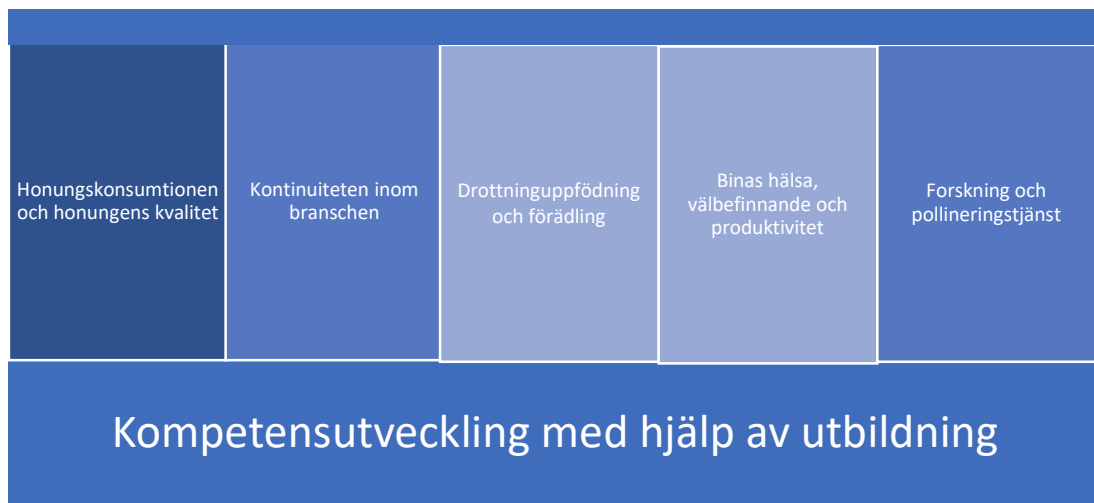 Honungskonsumtionen
och honungens kvalitet
Kontinuiteten inom
branschen
Drottninguppfödning
och förädling
Binas hälsa,
välbefinnande och
produktivitet
Forskning och
pollineringstjänst
Kompetensutveckling med hjälp av utbildning